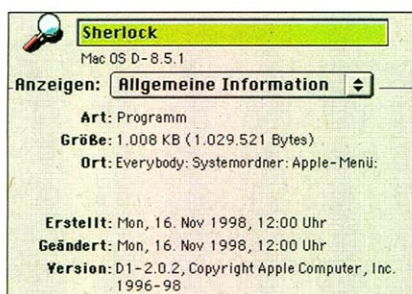 Sherlock
Mac OS D-8.5.1
Anzeigen: Allgemeine Information
Art: Programm
Größe: 1.008 KB (1.029.521 Bytes)
Ort: Everybody: Systemordner: Apple-Menü:
Erstellt: Mon, 16. Nov 1998, 12:00 Uhr
Geändert: Mon, 16. Nov 1998, 12:00 Uhr
Version: D1-2.0.2, Copyright Apple Computer, Inc.
1996-98